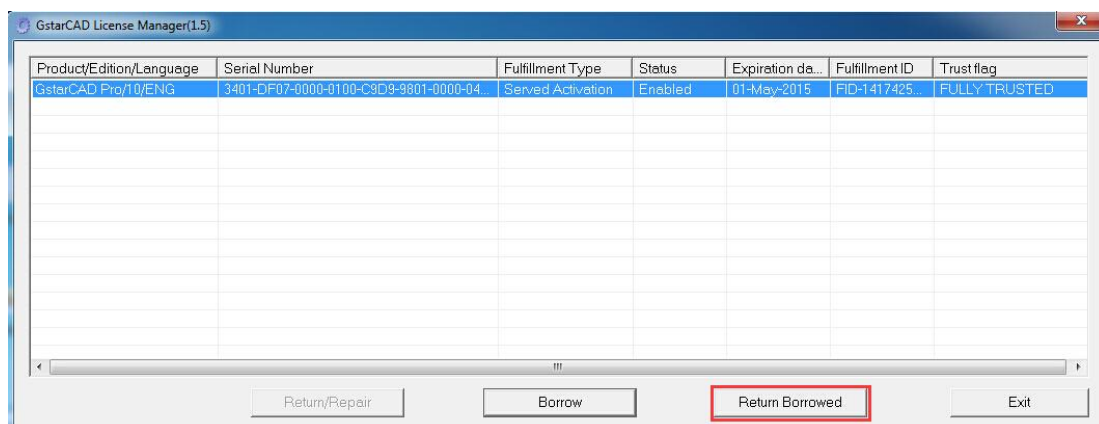 GstarCAD License Manager(1.5)
Product/Edition/Language Serial Number Fulfillment Type Status Expiration da... Fulfillment ID Trust flag
GstarCAD Pro/10/ENG 3401-DF07-0000-0100-C9D9-9801-0000-04... Served Activation Enabled 01-May-2015 FID-1417425... FULLY TRUSTED
Return/Repair Borrow Return Borrowed Exit